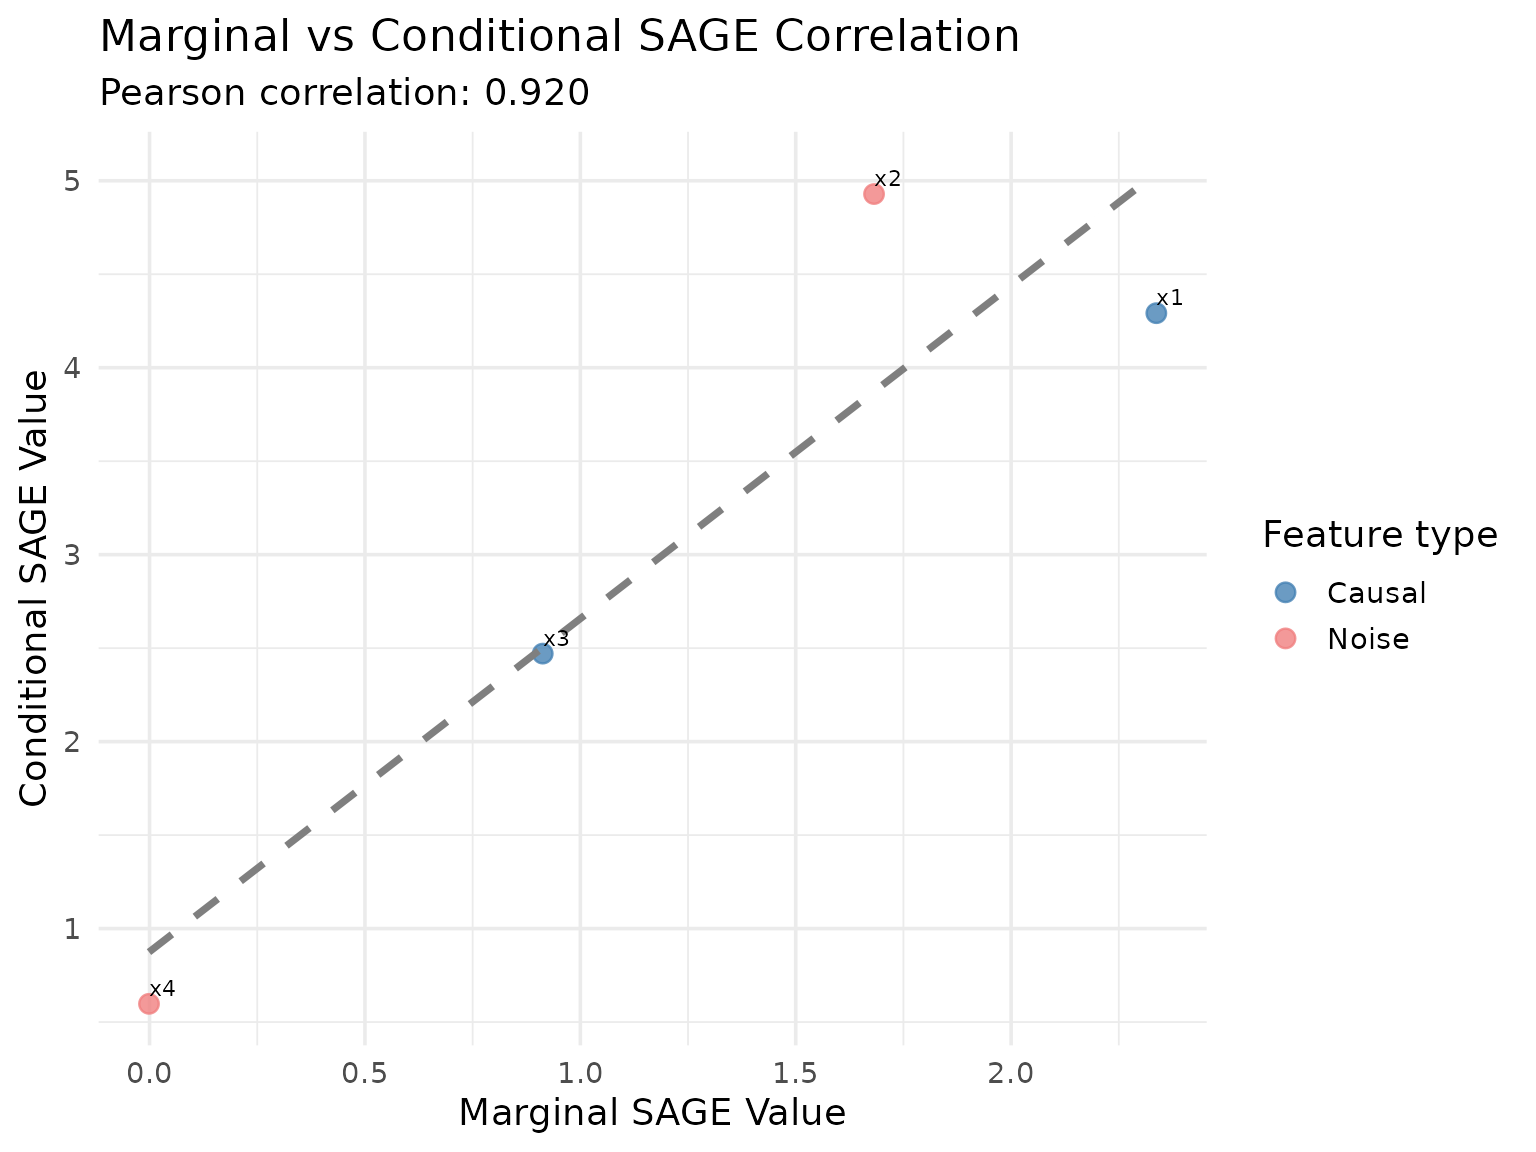 Marginal vs Conditional SAGE Correlation
Pearson correlation: 0.920
5
4
3
2
1
Conditional SAGE Value
x2
x1
x3
x4
0.0 0.5 1.0 1.5 2.0
Marginal SAGE Value
Feature type
Causal
Noise